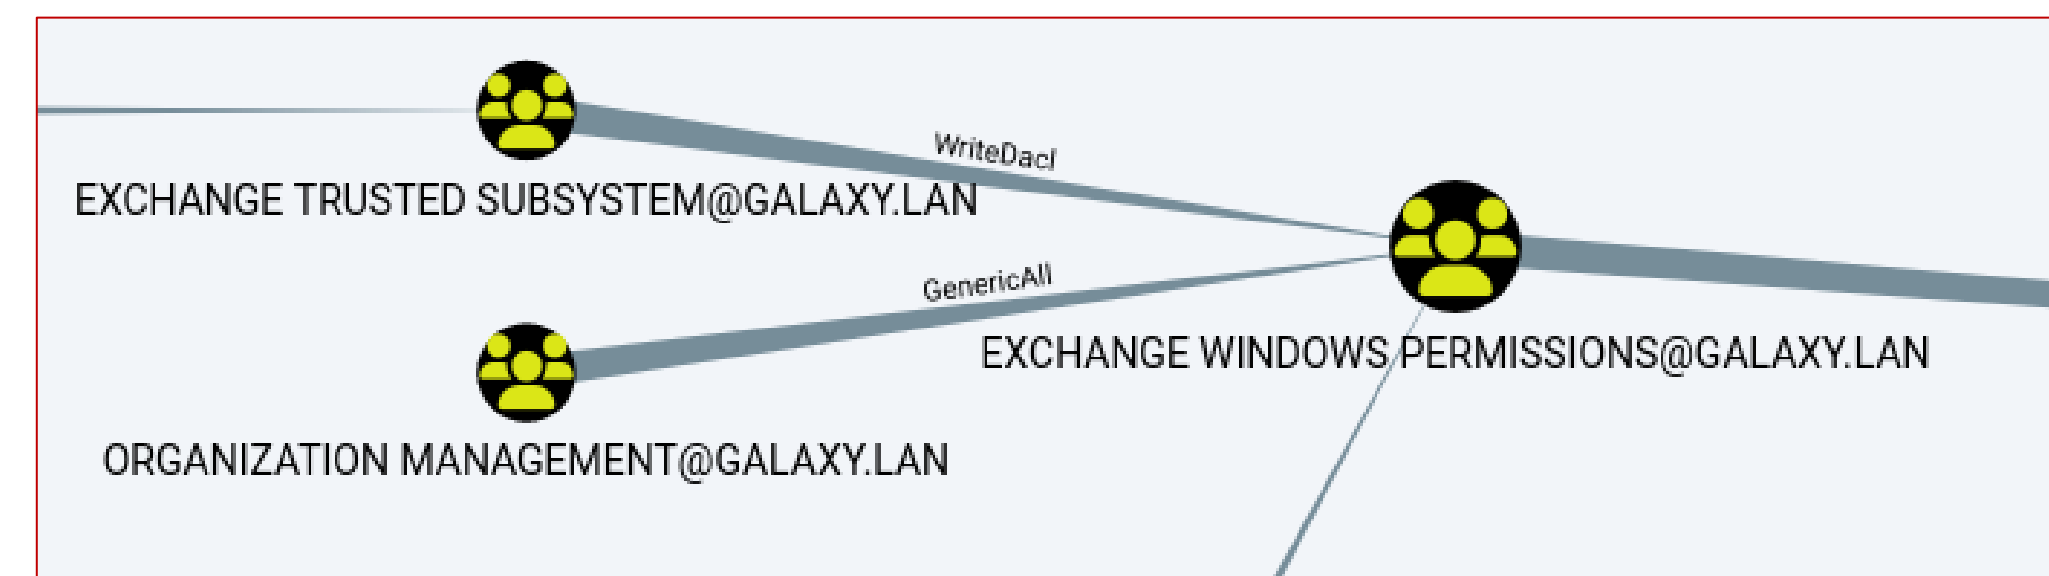 WriteDacl
EXCHANGE TRUSTED SUBSYSTEM@GALAXY.LAN
GenericAll
EXCHANGE WINDOWS PERMISSIONS@GALAXY.LAN
ORGANIZATION MANAGEMENT@GALAXY.LAN